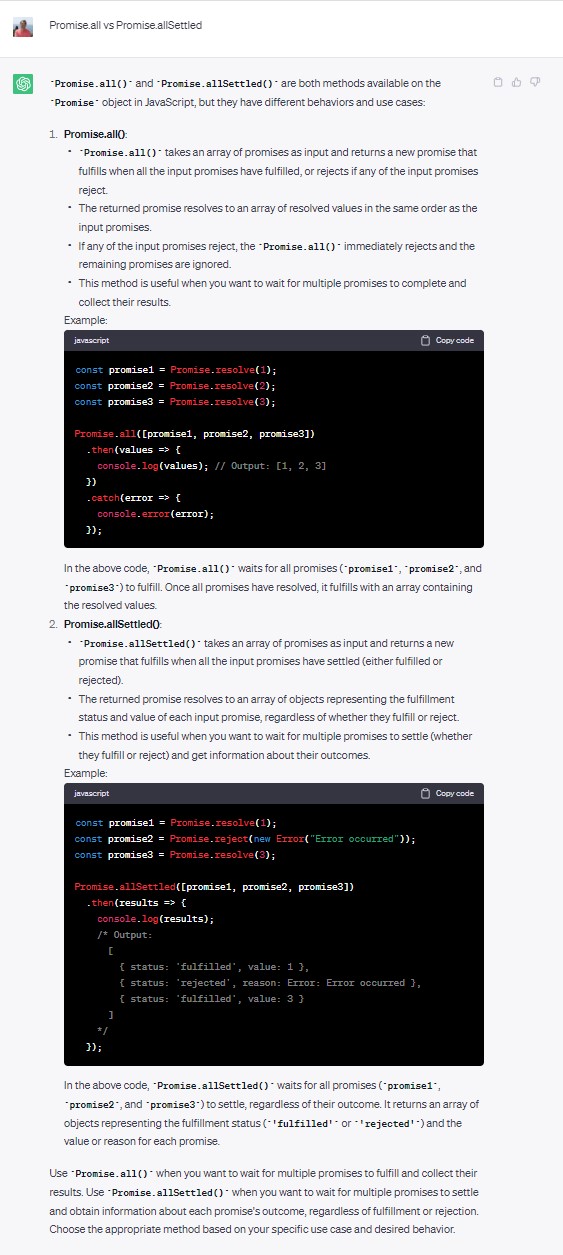 Promise.all vs Promise.allSettled
`Promise.all()` and `Promise.allSettled()` are both methods available on the
`Promise` object in JavaScript, but they have different behaviors and use cases:
1. Promise.all():
• `Promise.all()` takes an array of promises as input and returns a new promise that
fulfills when all the input promises have fulfilled, or rejects if any of the input promises
reject.
• The returned promise resolves to an array of resolved values in the same order as the
input promises.
• If any of the input promises reject, the `Promise.all()` immediately rejects and the
remaining promises are ignored.
• This method is useful when you want to wait for multiple promises to complete and
collect their results.
Example:
javascript Copy code
const promise1 = Promise.resolve(1);
const promise2 = Promise.resolve(2);
const promise3 = Promise.resolve(3);
Promise.all([promise1, promise2, promise3])
  .then(values => {
    console.log(values); // Output: [1, 2, 3]
  })
  .catch(error => {
    console.error(error);
  });
In the above code, `Promise.all()` waits for all promises (`promise1`, `promise2`, and
`promise3`) to fulfill. Once all promises have resolved, it fulfills with an array containing
the resolved values.
2. Promise.allSettled():
• `Promise.allSettled()` takes an array of promises as input and returns a new
promise that fulfills when all the input promises have settled (either fulfilled or
rejected).
• The returned promise resolves to an array of objects representing the fulfillment
status and value of each input promise, regardless of whether they fulfill or reject.
• This method is useful when you want to wait for multiple promises to settle (whether
they fulfill or reject) and get information about their outcomes.
Example:
javascript Copy code
const promise1 = Promise.resolve(1);
const promise2 = Promise.reject(new Error("Error occurred"));
const promise3 = Promise.resolve(3);
Promise.allSettled([promise1, promise2, promise3])
  .then(results => {
    console.log(results);
    /* Output:
      [
        { status: 'fulfilled', value: 1 },
        { status: 'rejected', reason: Error: Error occurred },
        { status: 'fulfilled', value: 3 }
      ]
    */
  });
In the above code, `Promise.allSettled()` waits for all promises (`promise1`,
`promise2`, and `promise3`) to settle, regardless of their outcome. It returns an array of
objects representing the fulfillment status (`'fulfilled'` or `'rejected'`) and the
value or reason for each promise.
Use `Promise.all()` when you want to wait for multiple promises to fulfill and collect their
results. Use `Promise.allSettled()` when you want to wait for multiple promises to settle
and obtain information about each promise's outcome, regardless of fulfillment or rejection.
Choose the appropriate method based on your specific use case and desired behavior.